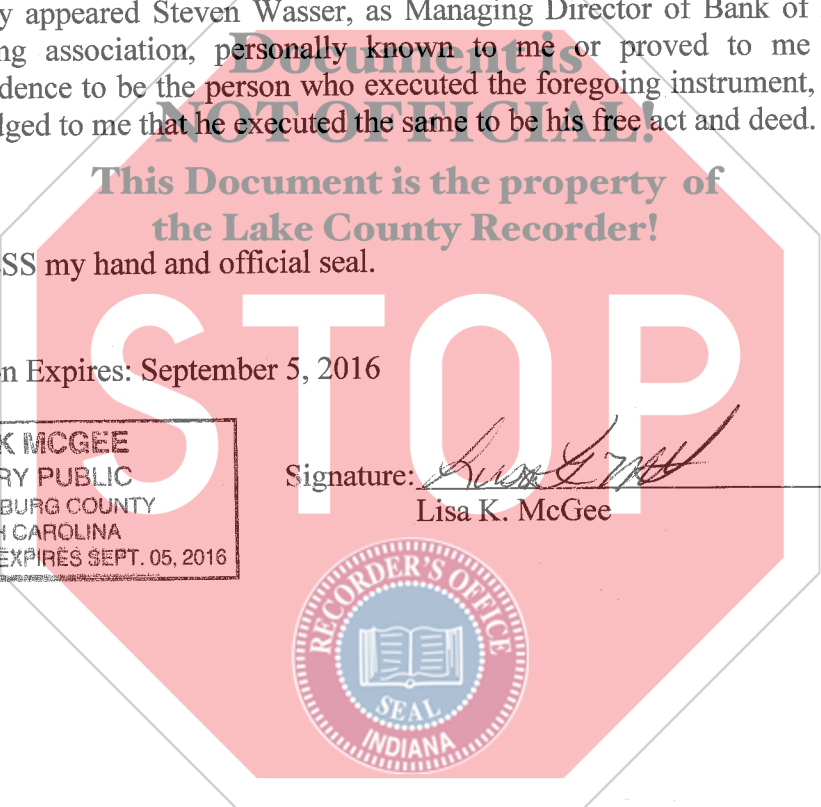 y appeared Steven Wasser, as Managing Director of Bank of
ng association, personally known to me or proved to me
dence to be the person who executed the foregoing instrument,
lged to me that he executed the same to be his free act and deed.
Document is
NOT OFFICIAL!
This Document is the property of
the Lake County Recorder!
SS my hand and official seal.
STOP
n Expires: September 5, 2016
K MCGEE
RY PUBLIC
BURG COUNTY
H CAROLINA
EXPIRES SEPT. 05, 2016
Signature:
Lisa K. McGee
RECORDER'S OFFICE
SEAL
INDIANA